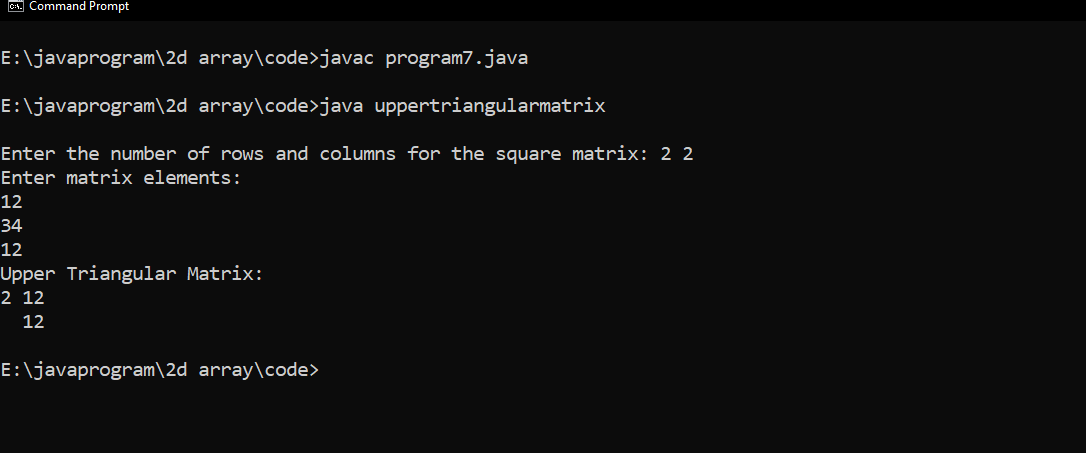 Command Prompt
E:\javaprogram\2d array\code>javac program7.java
E:\javaprogram\2d array\code>java uppertriangularmatrix
Enter the number of rows and columns for the square matrix: 2 2
Enter matrix elements:
12
34
12
Upper Triangular Matrix:
2 12
  12
E:\javaprogram\2d array\code>